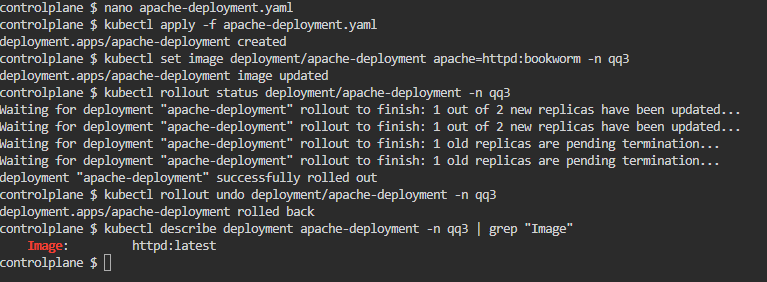 controlplane $ nano apache-deployment.yaml
controlplane $ kubectl apply -f apache-deployment.yaml
deployment.apps/apache-deployment created
controlplane $ kubectl set image deployment/apache-deployment apache=httpd:bookworm -n qq3
deployment.apps/apache-deployment image updated
controlplane $ kubectl rollout status deployment/apache-deployment -n qq3
Waiting for deployment "apache-deployment" rollout to finish: 1 out of 2 new replicas have been updated...
Waiting for deployment "apache-deployment" rollout to finish: 1 out of 2 new replicas have been updated...
Waiting for deployment "apache-deployment" rollout to finish: 1 old replicas are pending termination...
Waiting for deployment "apache-deployment" rollout to finish: 1 old replicas are pending termination...
deployment "apache-deployment" successfully rolled out
controlplane $ kubectl rollout undo deployment/apache-deployment -n qq3
deployment.apps/apache-deployment rolled back
controlplane $ kubectl describe deployment apache-deployment -n qq3 | grep "Image"
    Image:         httpd:latest
controlplane $